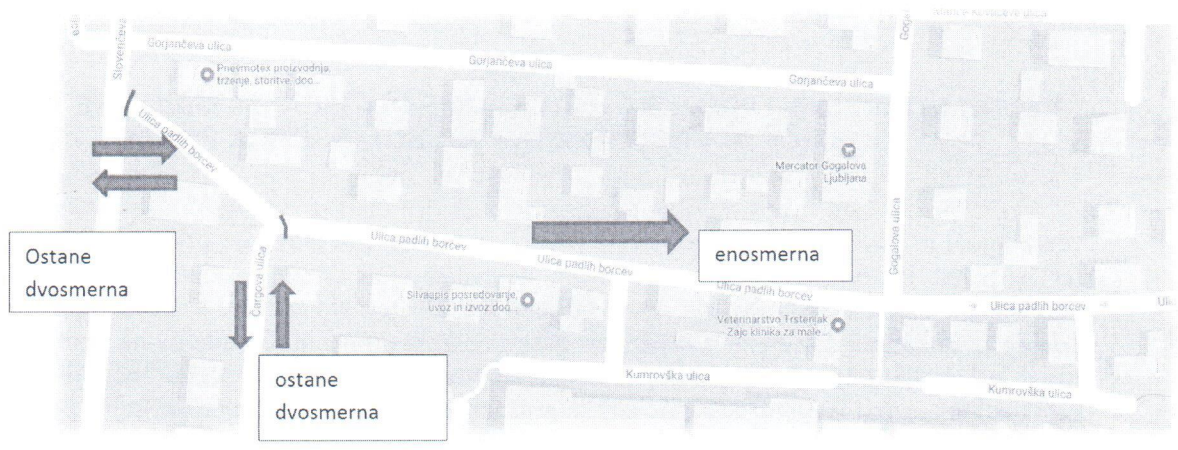 Gorjančeva ulica
Gorjančeva ulica
Gorjančeva ulica
Slovenčeva
Pnevmotex proizvodnja,
trženje, storitve, doo...
Ulica padlih borcev
Mercator Gogalova
Ljubljana
Gogalova ulica
Ostane
dvosmerna
Čargova ulica
Ulica padlih borcev
Ulica padlih borcev
enosmerna
Ulica padlih borcev
Ulica padlih borcev
Silvaapis posredovanje,
uvoz in izvoz doo...
Veterinarstvo Trstenjak
Zajc klinika za male...
ostane
dvosmerna
Kumrovška ulica
Kumrovška ulica